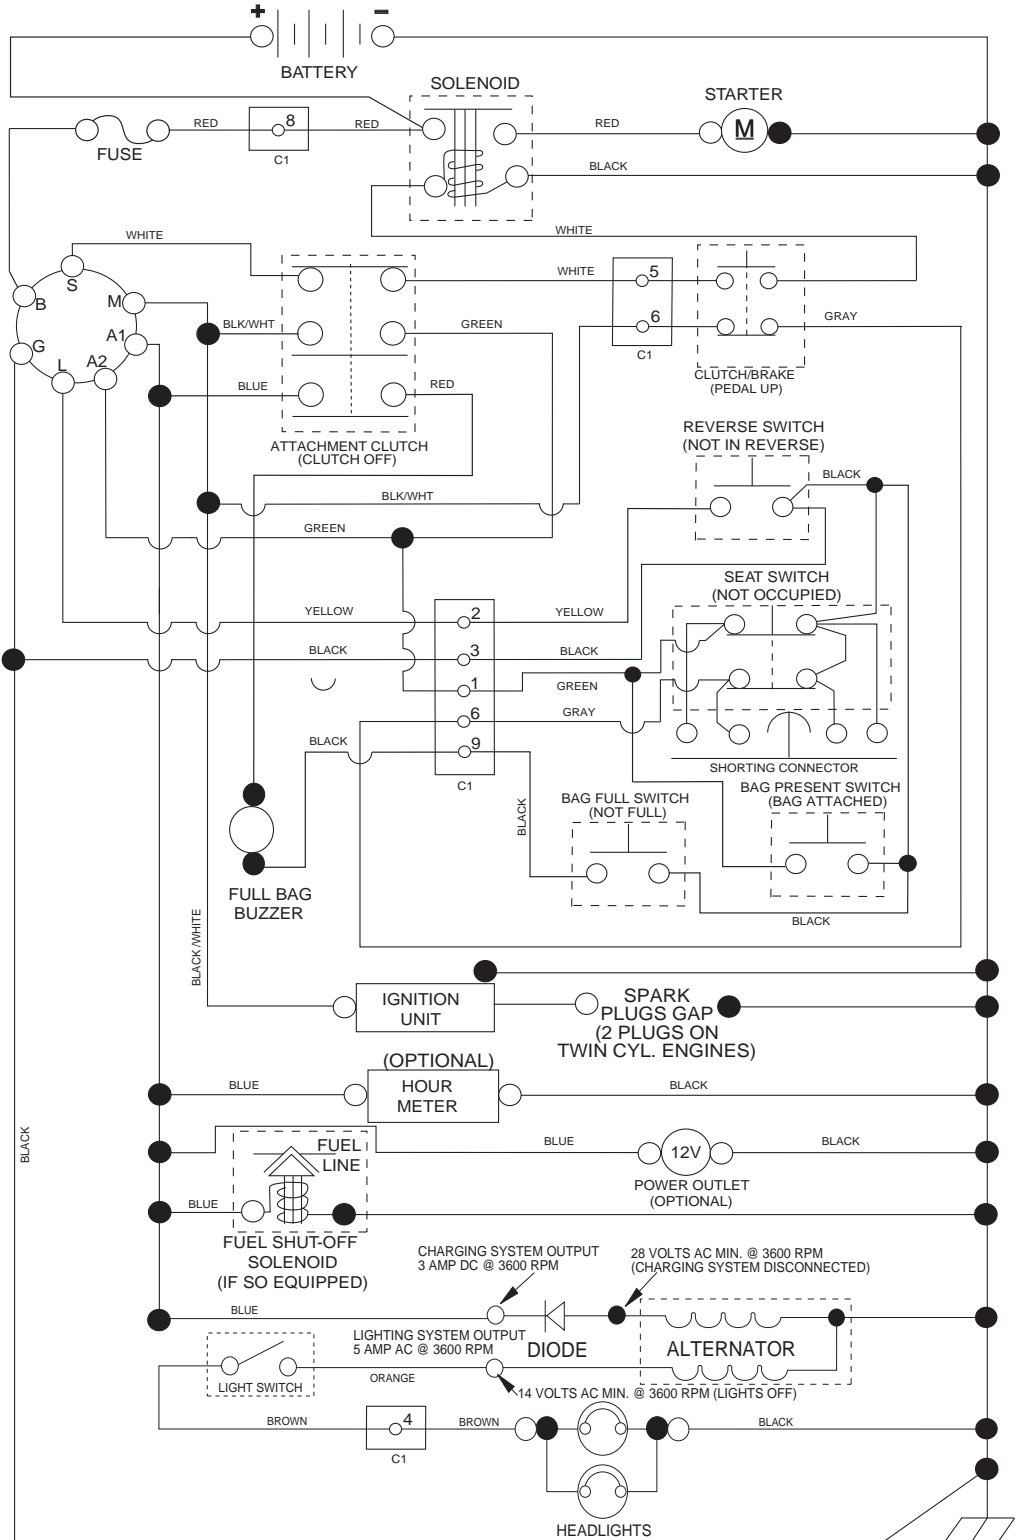 + −
BATTERY
SOLENOID
STARTER
FUSE
RED
8
C1
RED
RED
M
BLACK
WHITE
WHITE
S
B
M
G
A1
L
A2
WHITE
5
6
C1
GRAY
CLUTCH/BRAKE
(PEDAL UP)
BLK/WHT
GREEN
BLUE
RED
ATTACHMENT CLUTCH
(CLUTCH OFF)
REVERSE SWITCH
(NOT IN REVERSE)
BLACK
BLK/WHT
GREEN
SEAT SWITCH
(NOT OCCUPIED)
YELLOW
2
YELLOW
BLACK
3
BLACK
1
GREEN
6
GRAY
BLACK
9
C1
SHORTING CONNECTOR
BAG PRESENT SWITCH
(BAG ATTACHED)
BAG FULL SWITCH
(NOT FULL)
BLACK
BLACK
FULL BAG
BUZZER
BLACK /WHITE
IGNITION
UNIT
SPARK
PLUGS GAP
(2 PLUGS ON
TWIN CYL. ENGINES)
(OPTIONAL)
HOUR
METER
BLUE
BLACK
BLACK
FUEL
LINE
BLUE
12V
BLACK
POWER OUTLET
(OPTIONAL)
BLUE
FUEL SHUT-OFF
SOLENOID
(IF SO EQUIPPED)
CHARGING SYSTEM OUTPUT
3 AMP DC @ 3600 RPM
28 VOLTS AC MIN. @ 3600 RPM
(CHARGING SYSTEM DISCONNECTED)
BLUE
LIGHTING SYSTEM OUTPUT
5 AMP AC @ 3600 RPM
DIODE
ALTERNATOR
LIGHT SWITCH
ORANGE
14 VOLTS AC MIN. @ 3600 RPM (LIGHTS OFF)
BROWN
4
C1
BROWN
BLACK
HEADLIGHTS